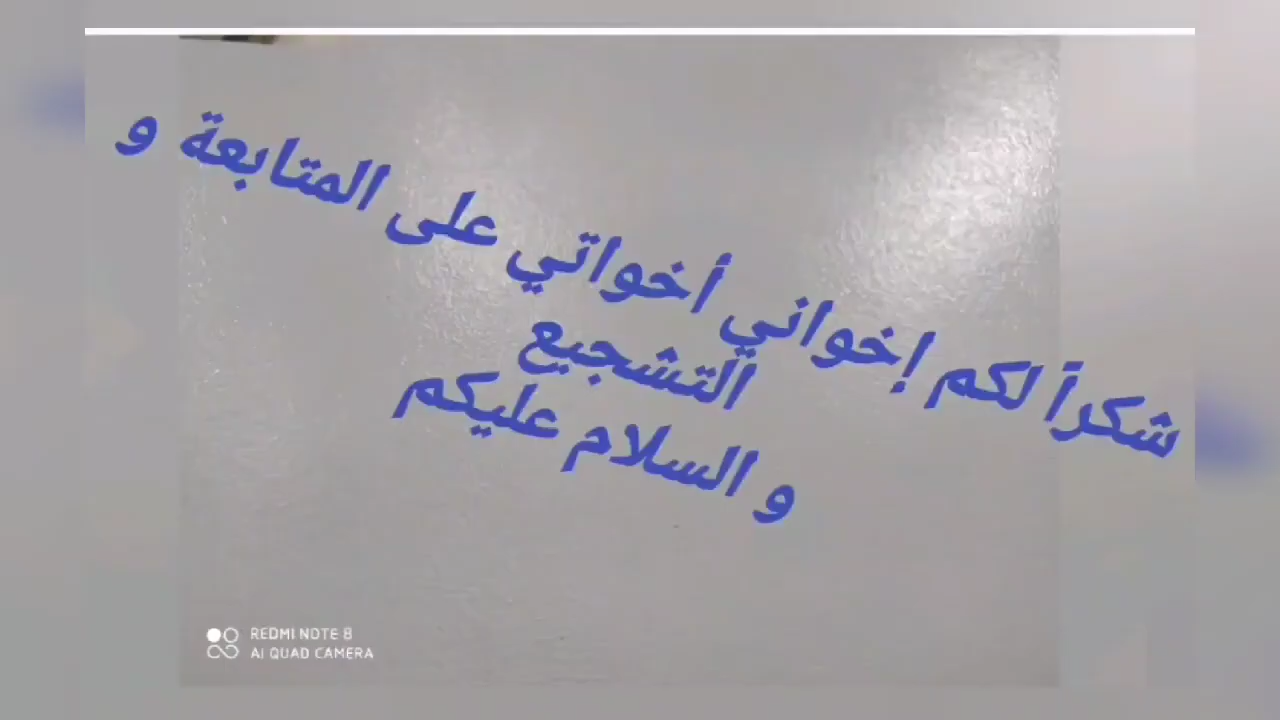 شكراً لكم إخواني أخواتي على المتابعة و
التشجيع
و السلام عليكم
REDMI NOTE 8
AI QUAD CAMERA